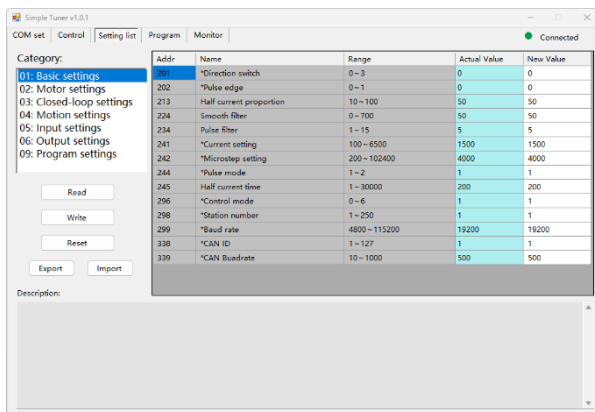 Simple Tuner v1.0.1
COM set Control Setting list Program Monitor Connected
Category:
01: Basic settings
02: Motor settings
03: Closed-loop settings
04: Motion settings
05: Input settings
06: Output settings
09: Program settings
Read
Write
Reset
Export Import
Addr Name Range Actual Value New Value
201 *Direction switch 0~3 0 0
202 *Pulse edge 0~1 0 0
213 Half current proportion 10~100 50 50
224 Smooth filter 0~700 50 50
234 Pulse filter 1~15 5 5
241 *Current setting 100~6500 1500 1500
242 *Microstep setting 200~102400 4000 4000
244 *Pulse mode 1~2 1 1
245 Half current time 1~30000 200 200
296 *Control mode 0~6 1 1
298 *Station number 1~250 1 1
299 *Baud rate 4800~115200 19200 19200
338 *CAN ID 1~127 1 1
339 *CAN Buadrate 10~1000 500 500
Description: